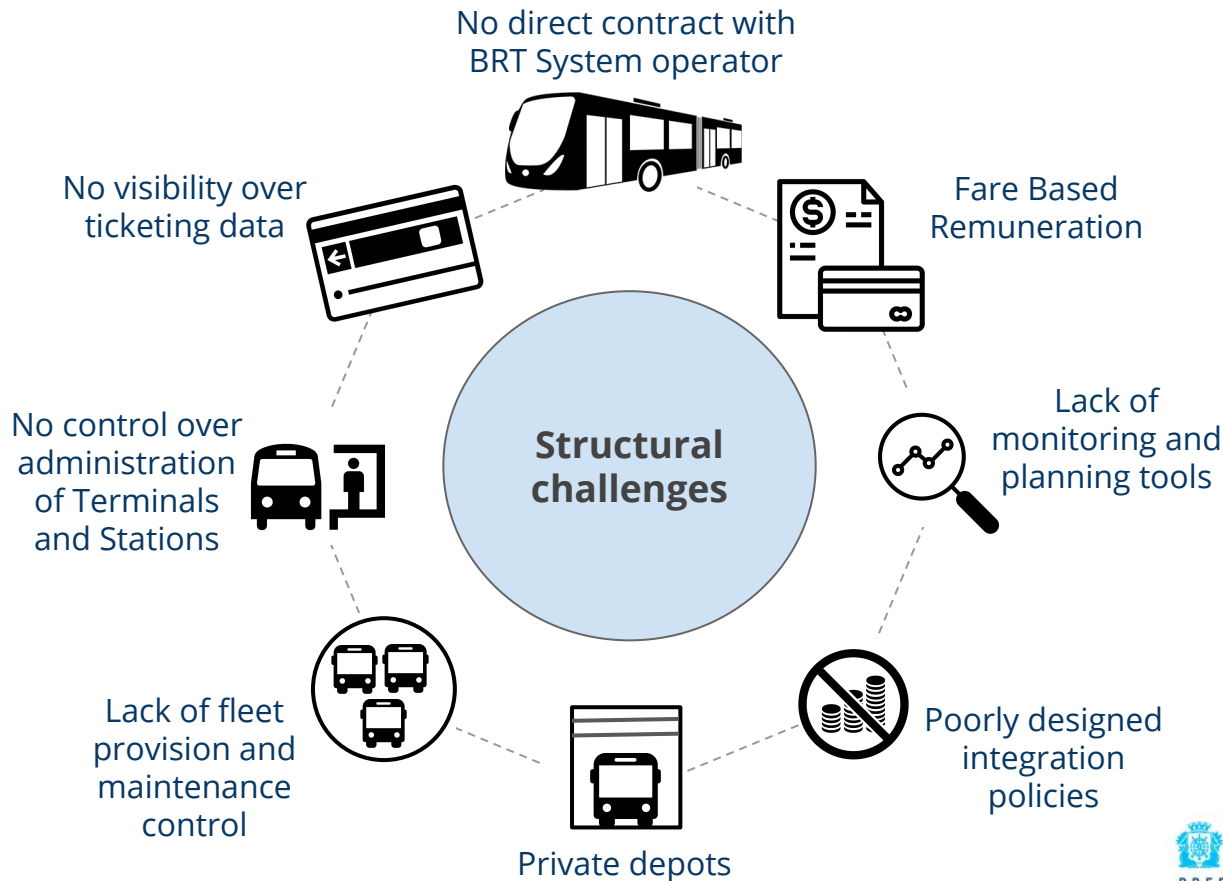 No direct contract with
BRT System operator
Fare Based
Remuneration
Lack of
monitoring and
planning tools
Poorly designed
integration
policies
Private depots
Lack of fleet
provision and
maintenance
control
No control over
administration
of Terminals
and Stations
No visibility over
ticketing data
Structural
challenges